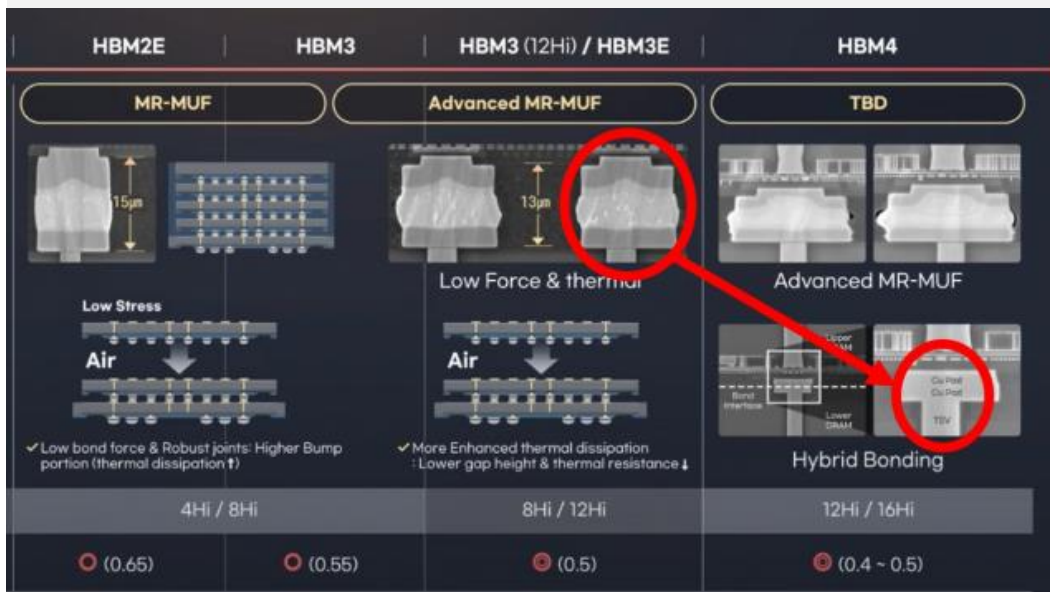 HBM2E
HBM3
HBM3 (12Hi) / HBM3E
HBM4
MR-MUF
Advanced MR-MUF
TBD
15μm
13μm
Low Force & thermal
Advanced MR-MUF
Low Stress
Air
Air
Upper
Bond
Interface
Lower
DRAM
Cu Post
Cu Post
TSV
Hybrid Bonding
✓Low bond force & Robust joints: Higher Bump
portion (thermal dissipation↑)
✓More Enhanced thermal dissipation
: Lower gap height & thermal resistance↓
4Hi / 8Hi
8Hi / 12Hi
12Hi / 16Hi
(0.65)
(0.55)
(0.5)
(0.4 ~ 0.5)